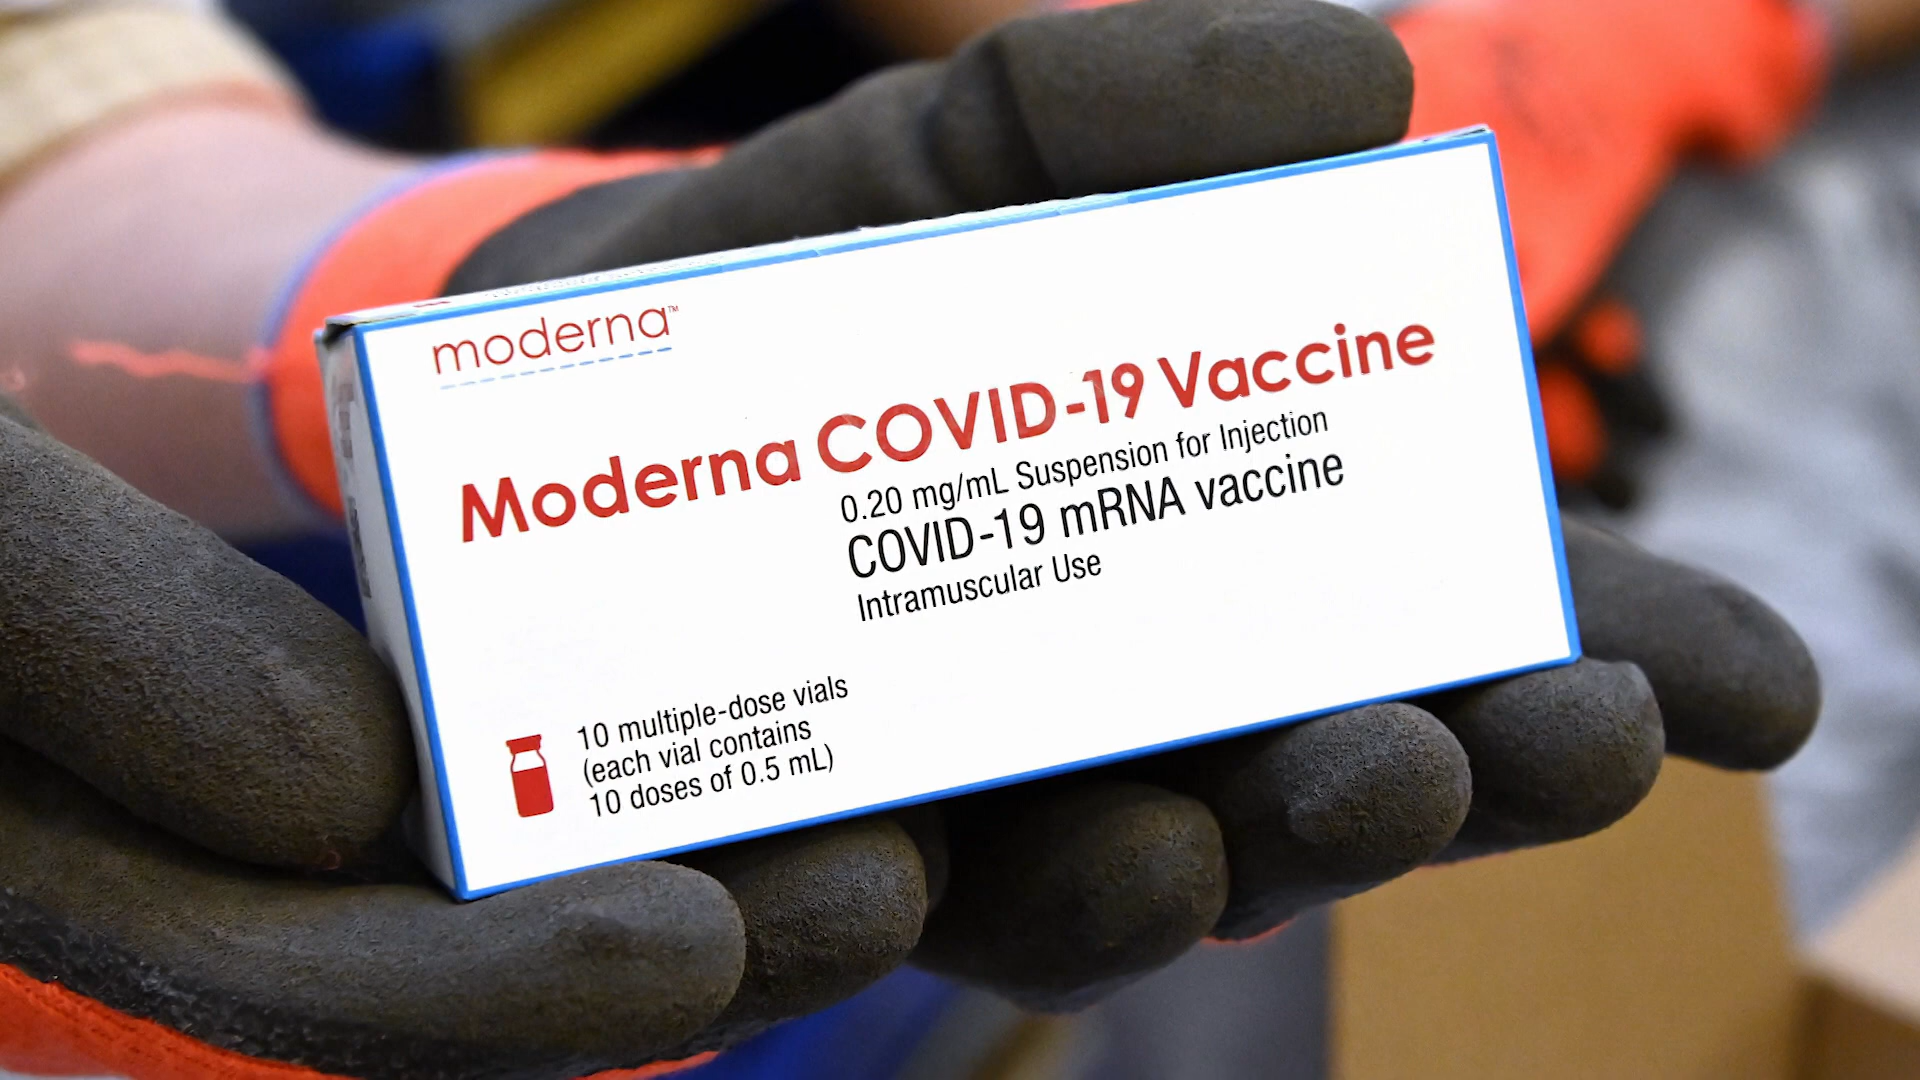 moderna™
Moderna COVID-19 Vaccine
0.20 mg/mL Suspension for Injection
COVID-19 mRNA vaccine
Intramuscular Use
10 multiple-dose vials
(each vial contains
10 doses of 0.5 mL)